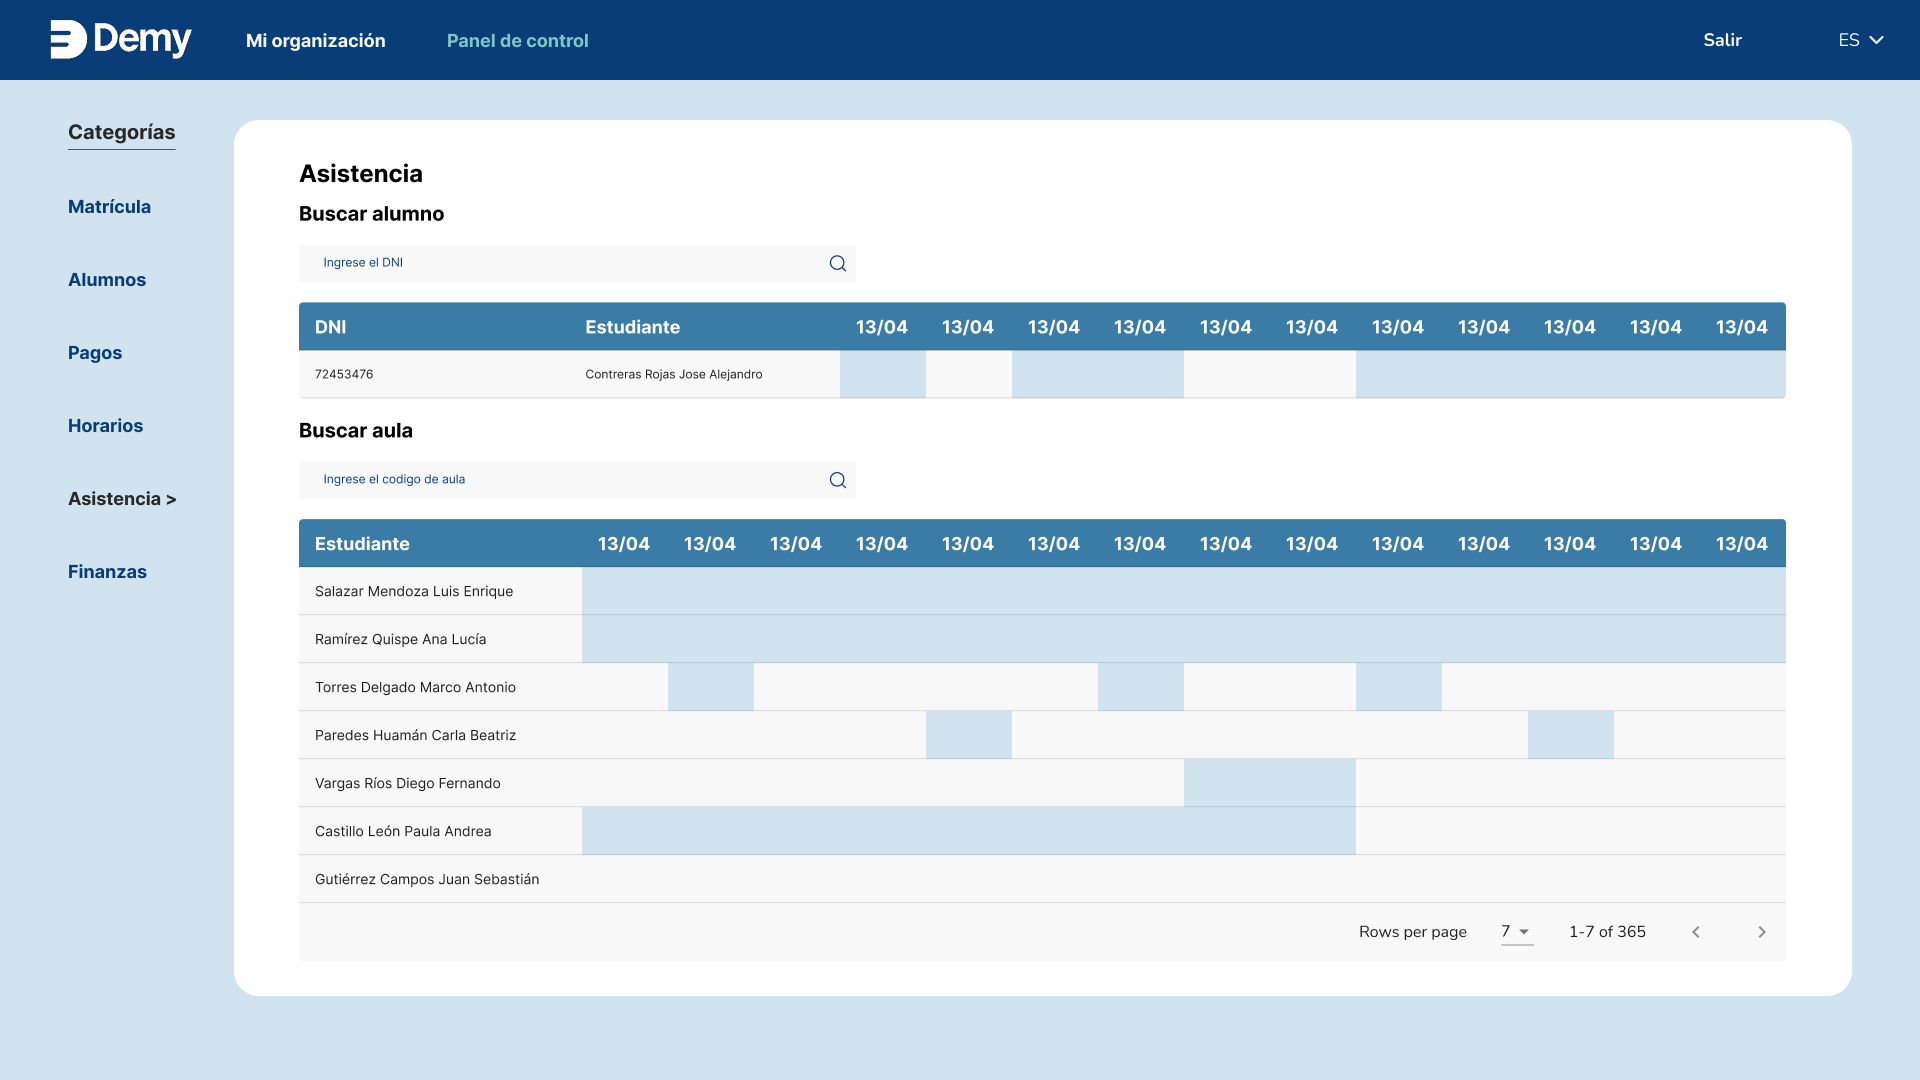 Demy Mi organización Panel de control Salir ES
Categorías
Matrícula
Alumnos
Pagos
Horarios
Asistencia >
Finanzas
Asistencia
Buscar alumno
Ingrese el DNI
DNI Estudiante 13/04 13/04 13/04 13/04 13/04 13/04 13/04 13/04 13/04 13/04 13/04
72453476 Contreras Rojas Jose Alejandro
Buscar aula
Ingrese el codigo de aula
Estudiante 13/04 13/04 13/04 13/04 13/04 13/04 13/04 13/04 13/04 13/04 13/04 13/04 13/04 13/04
Salazar Mendoza Luis Enrique
Ramírez Quispe Ana Lucía
Torres Delgado Marco Antonio
Paredes Huamán Carla Beatriz
Vargas Ríos Diego Fernando
Castillo León Paula Andrea
Gutiérrez Campos Juan Sebastián
Rows per page 7 1-7 of 365